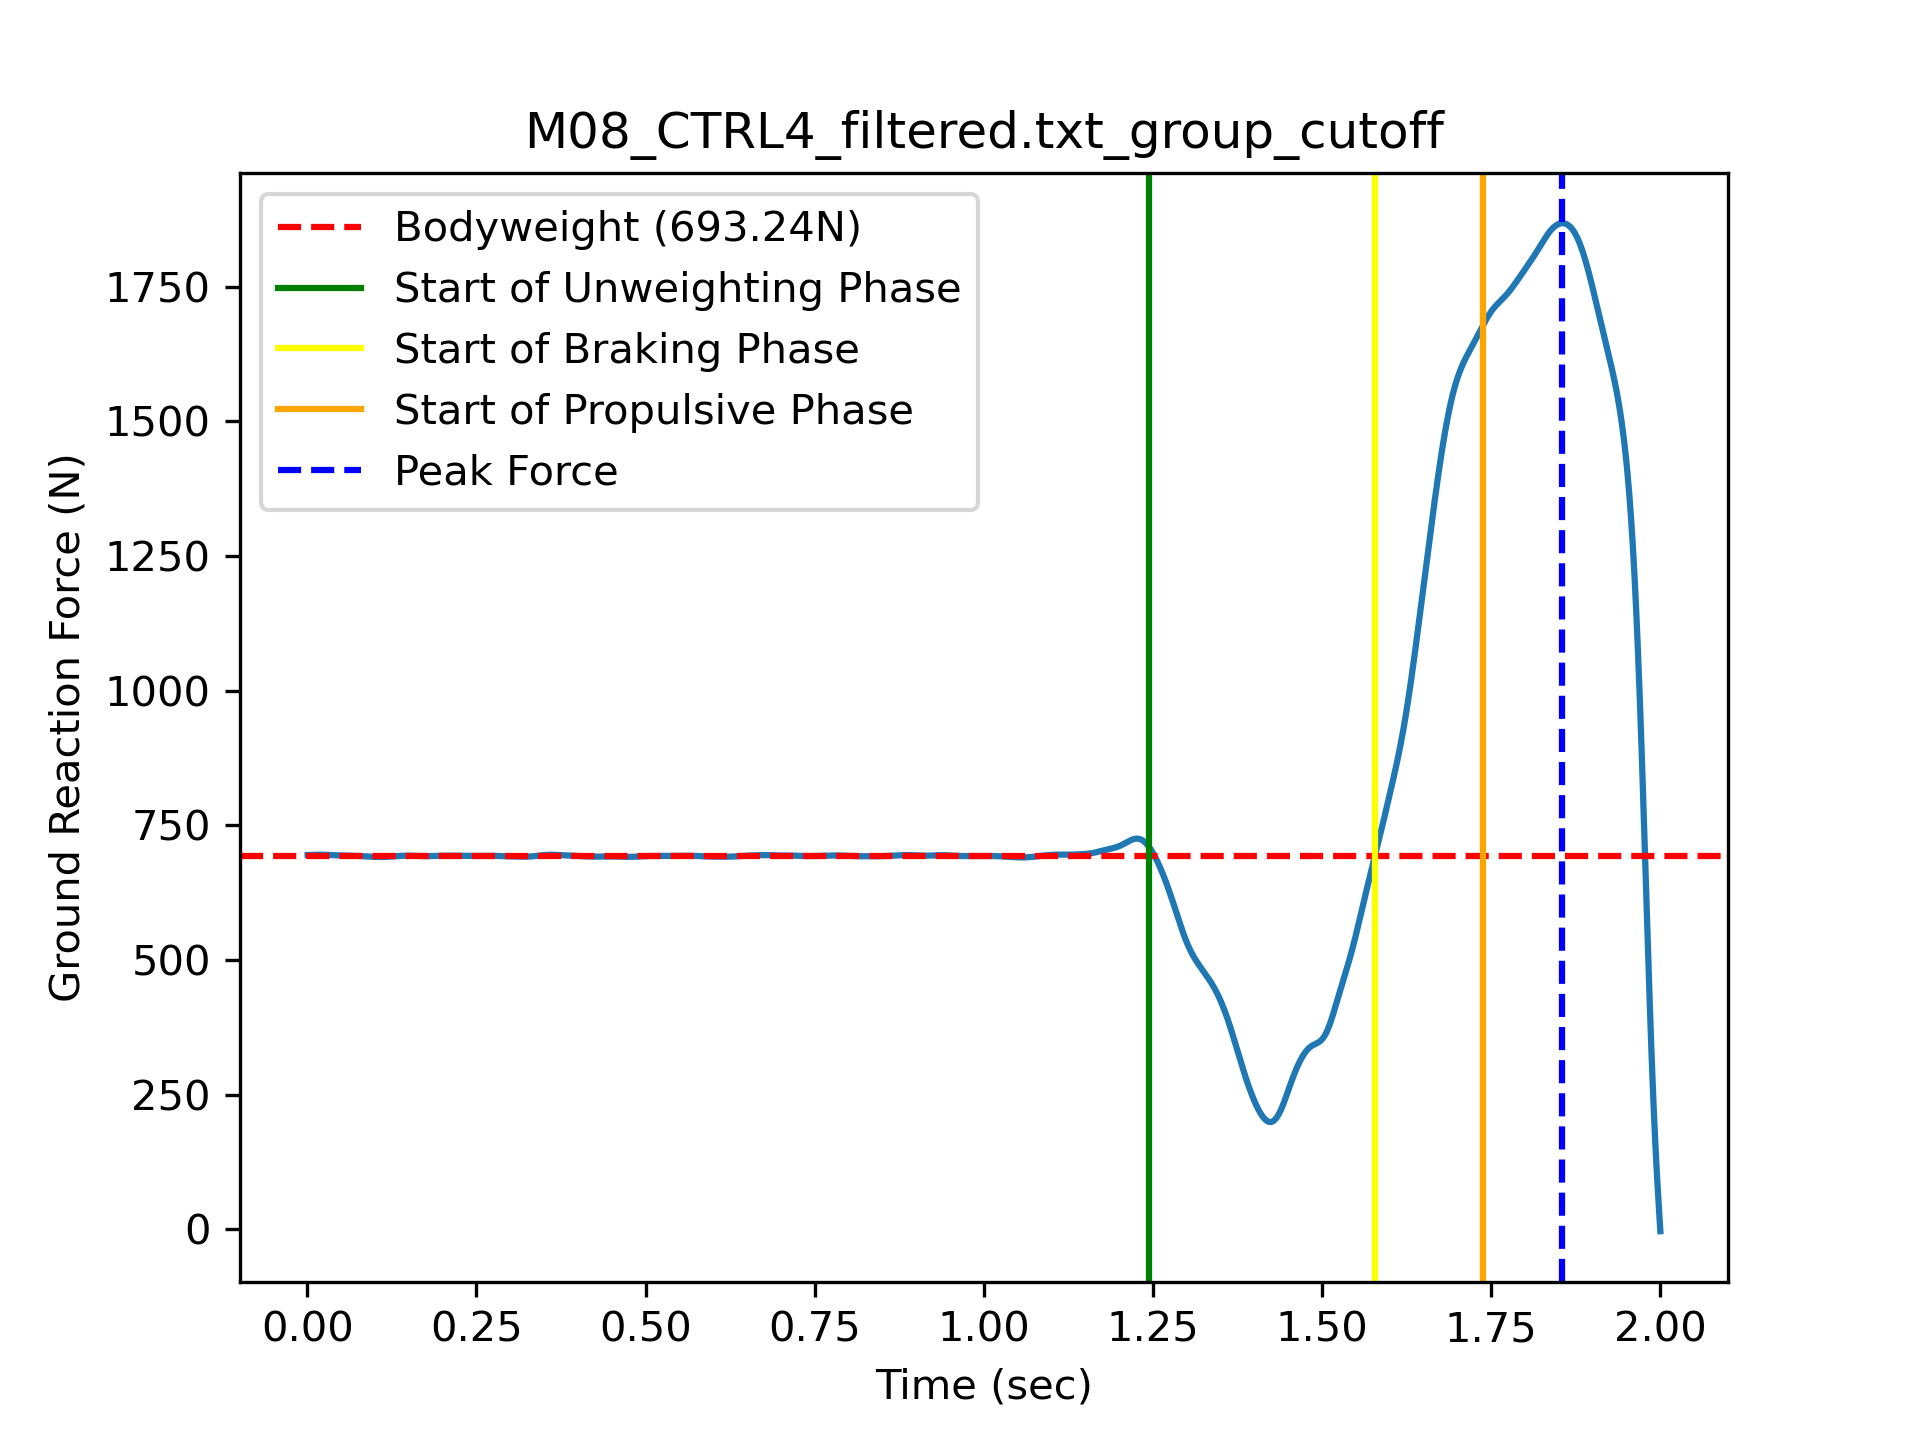 M08_CTRL4_filtered.txt_group_cutoff
Bodyweight (693.24N)
Start of Unweighting Phase
Start of Braking Phase
Start of Propulsive Phase
Peak Force
Ground Reaction Force (N)
1750
1500
1250
1000
750
500
250
0
0.00 0.25 0.50 0.75 1.00 1.25 1.50 1.75 2.00
Time (sec)